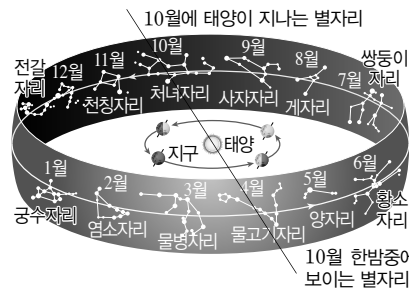 10월에 태양이 지나는 별자리
전갈
자리
12월
11월
10월
9월
8월
7월
쌍둥이
자리
천칭자리
처녀자리
사자자리
게자리
지구
태양
1월
2월
3월
4월
5월
6월
궁수자리
염소자리
물병자리
물고기자리
양자리
황소
자리
10월 한밤중에
보이는 별자리